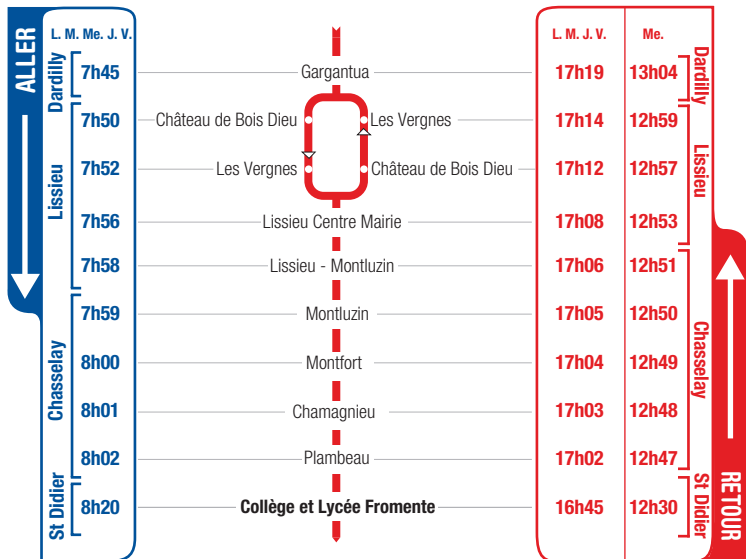 ALLER
L. M. Me. J. V.
L. M. J. V.
Me.
Dardilly
7h45
Gargantua
17h19
13h04
Dardilly
Lissieu
7h50
Château de Bois Dieu
Les Vergnes
17h14
12h59
Lissieu
7h52
Les Vergnes
Château de Bois Dieu
17h12
12h57
7h56
Lissieu Centre Mairie
17h08
12h53
7h58
Lissieu - Montluzin
17h06
12h51
Chasselay
7h59
Montluzin
17h05
12h50
Chasselay
8h00
Montfort
17h04
12h49
8h01
Chamagnieu
17h03
12h48
8h02
Plambeau
17h02
12h47
St Didier
8h20
Collège et Lycée Fromente
16h45
12h30
St Didier
RETOUR